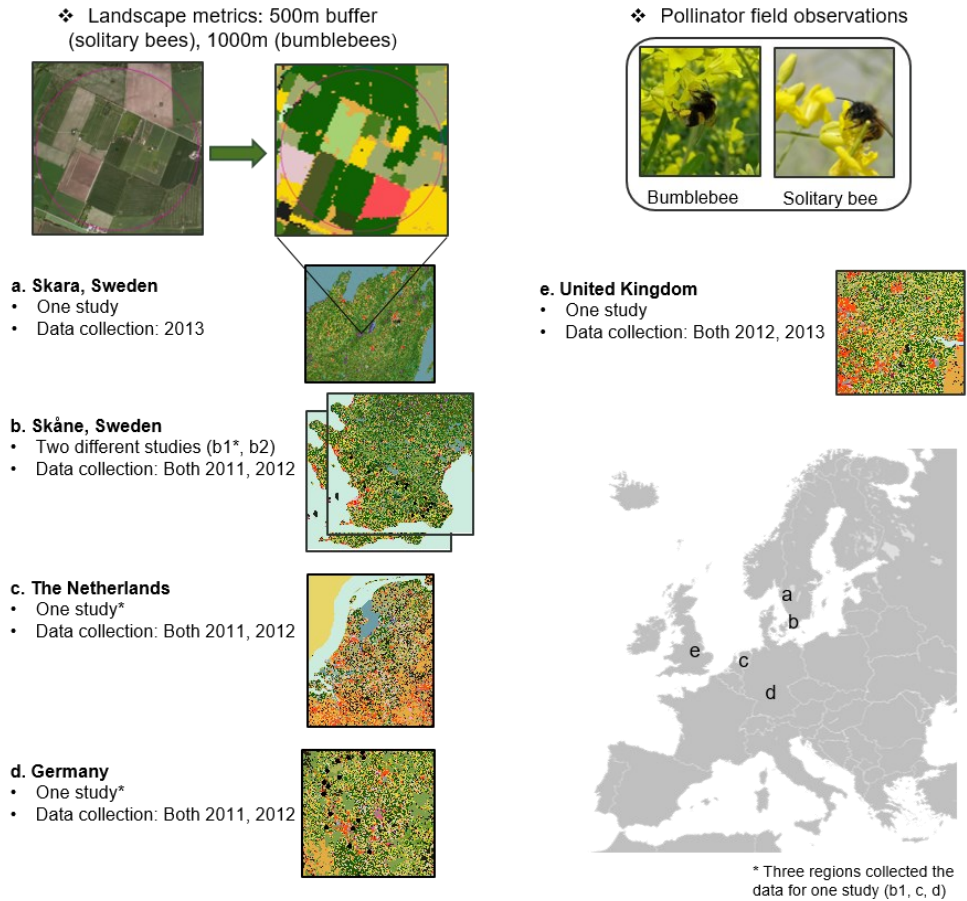 ❖ Landscape metrics: 500m buffer
(solitary bees), 1000m (bumblebees)
❖ Pollinator field observations
Bumblebee
Solitary bee
a. Skara, Sweden
• One study
• Data collection: 2013
b. Skåne, Sweden
• Two different studies (b1*, b2)
• Data collection: Both 2011, 2012
c. The Netherlands
• One study*
• Data collection: Both 2011, 2012
d. Germany
• One study*
• Data collection: Both 2011, 2012
e. United Kingdom
• One study
• Data collection: Both 2012, 2013
a
b
e
c
d
* Three regions collected the
data for one study (b1, c, d)